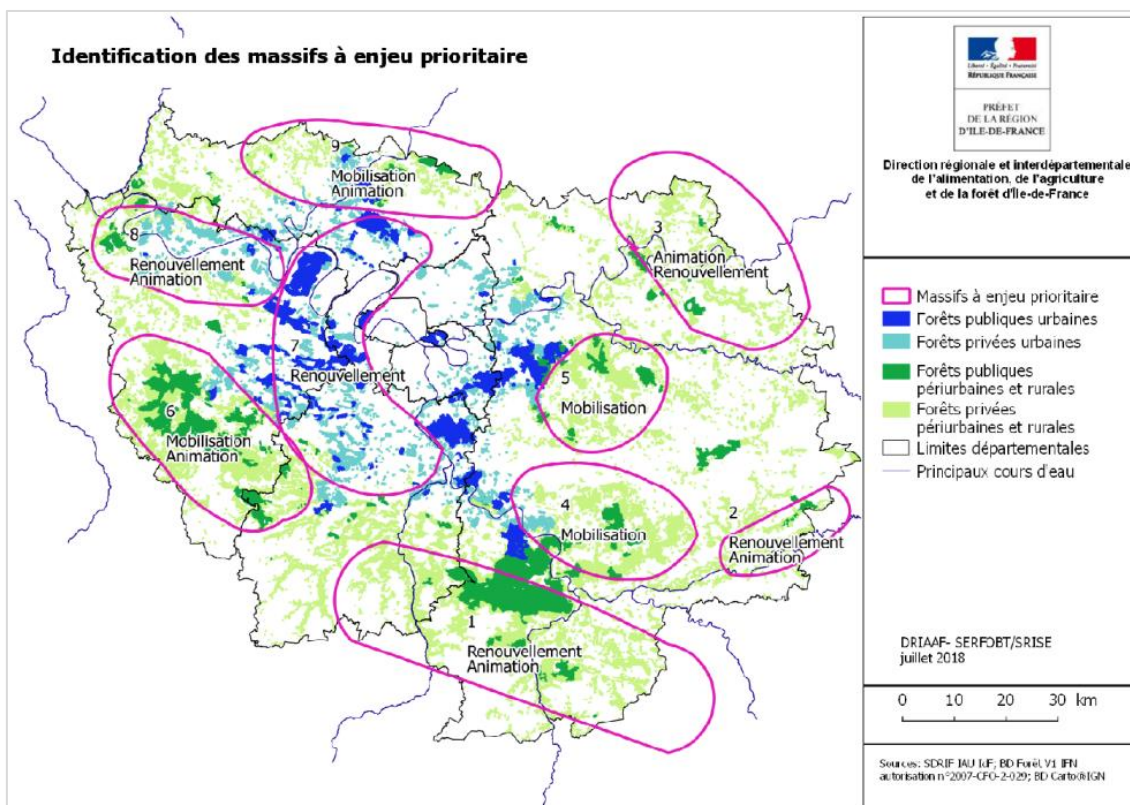 Identification des massifs à enjeu prioritaire
9
Mobilisation
Animation
8
Renouvellement
Animation
3
Animation
Renouvellement
7
Renouvellement
5
Mobilisation
6
Mobilisation
Animation
4
Mobilisation
2
Renouvellement
Animation
1
Renouvellement
Animation
Liberté • Égalité • Fraternité
RÉPUBLIQUE FRANÇAISE
PRÉFET
DE LA RÉGION
D'ILE-DE-FRANCE
Direction régionale et interdépartementale
de l'alimentation, de l'agriculture
et de la forêt d'Île-de-France
Massifs à enjeu prioritaire
Forêts publiques urbaines
Forêts privées urbaines
Forêts publiques
périurbaines et rurales
Forêts privées
périurbaines et rurales
Limites départementales
Principaux cours d'eau
DRIAAF- SERFOBT/SRISE
juillet 2018
0 10 20 30 km
Sources: SDRIF IAU IdF; BD Forêt V1 IFN
autorisation n°2007-CFO-2-029; BD Carto®IGN